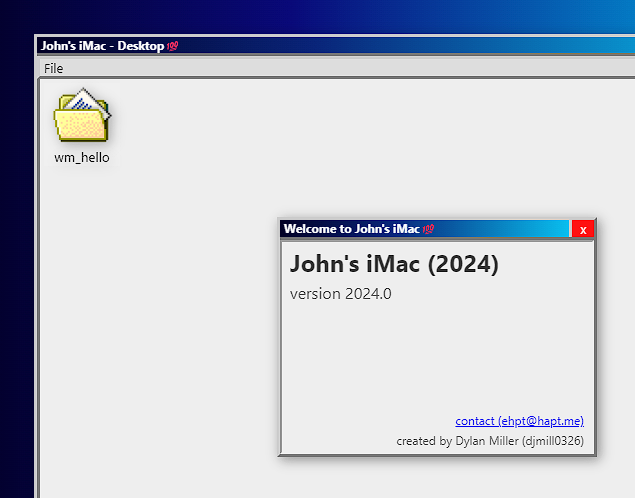 John's iMac - Desktop 💯
File
wm_hello
Welcome to John's iMac 💯
x
John's iMac (2024)
version 2024.0
contact (ehpt@hapt.me)
created by Dylan Miller (djmill0326)